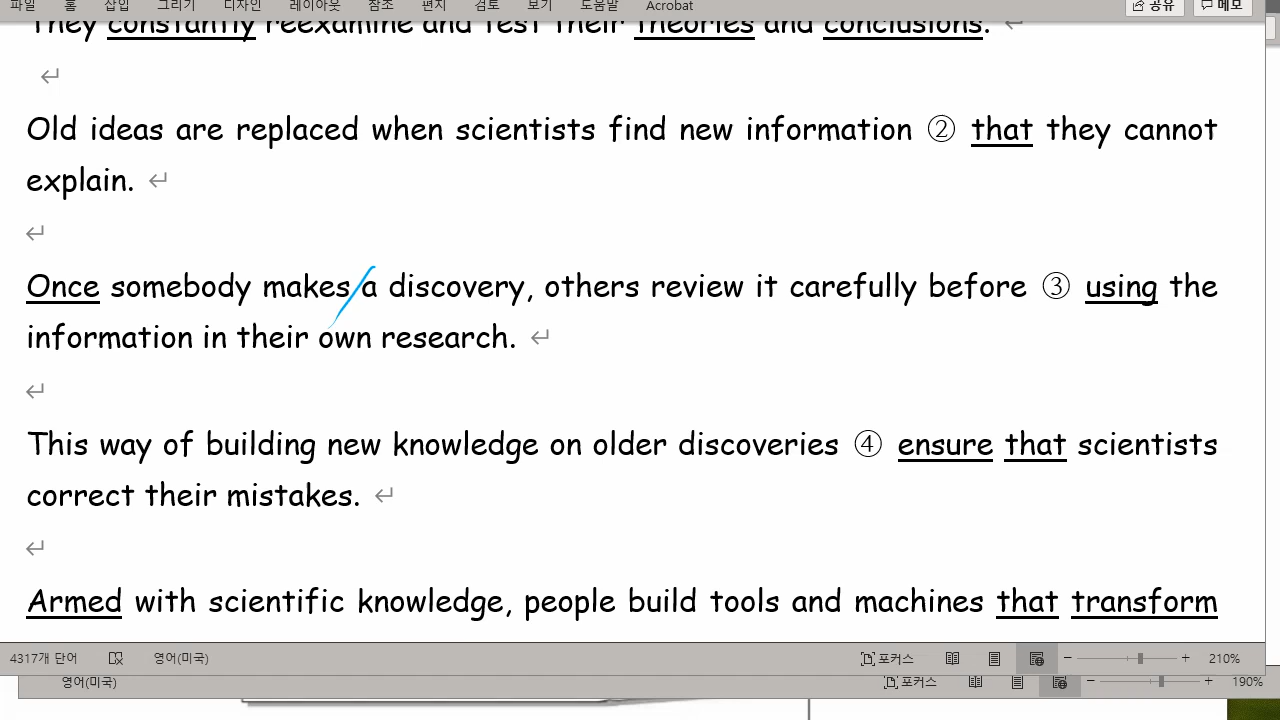 파일 홈 삽입 그리기 디자인 레이아웃 참조 편지 검토 보기 도움말 Acrobat 공유 메모
They constantly reexamine and test their theories and conclusions.
Old ideas are replaced when scientists find new information ② that they cannot
explain.
Once somebody makes a discovery, others review it carefully before ③ using the
information in their own research.
This way of building new knowledge on older discoveries ④ ensure that scientists
correct their mistakes.
Armed with scientific knowledge, people build tools and machines that transform
4317개 단어 영어(미국) 포커스 210%
영어(미국) 포커스 190%